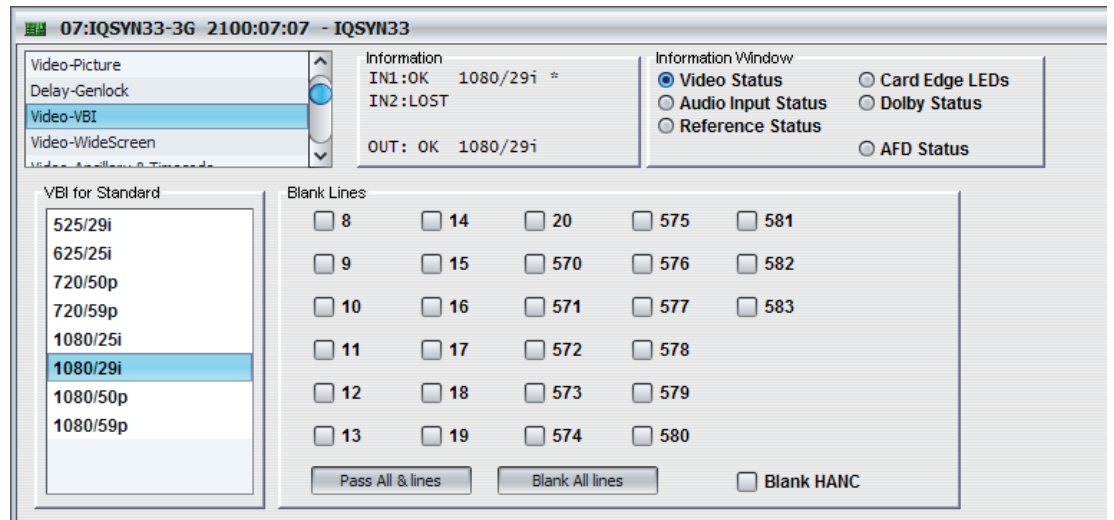 07:IQSYN33-3G 2100:07:07 - IQSYN33
Video-Picture
Delay-Genlock
Video-VBI
Video-WideScreen
Video-Ancillary & Timecode
Information
IN1:OK 1080/29i *
IN2:LOST
OUT: OK 1080/29i
Information Window
Video Status Card Edge LEDs
Audio Input Status Dolby Status
Reference Status
AFD Status
VBI for Standard
525/29i
625/25i
720/50p
720/59p
1080/25i
1080/29i
1080/50p
1080/59p
Blank Lines
8 14 20 575 581
9 15 570 576 582
10 16 571 577 583
11 17 572 578
12 18 573 579
13 19 574 580
Pass All & lines Blank All lines Blank HANC